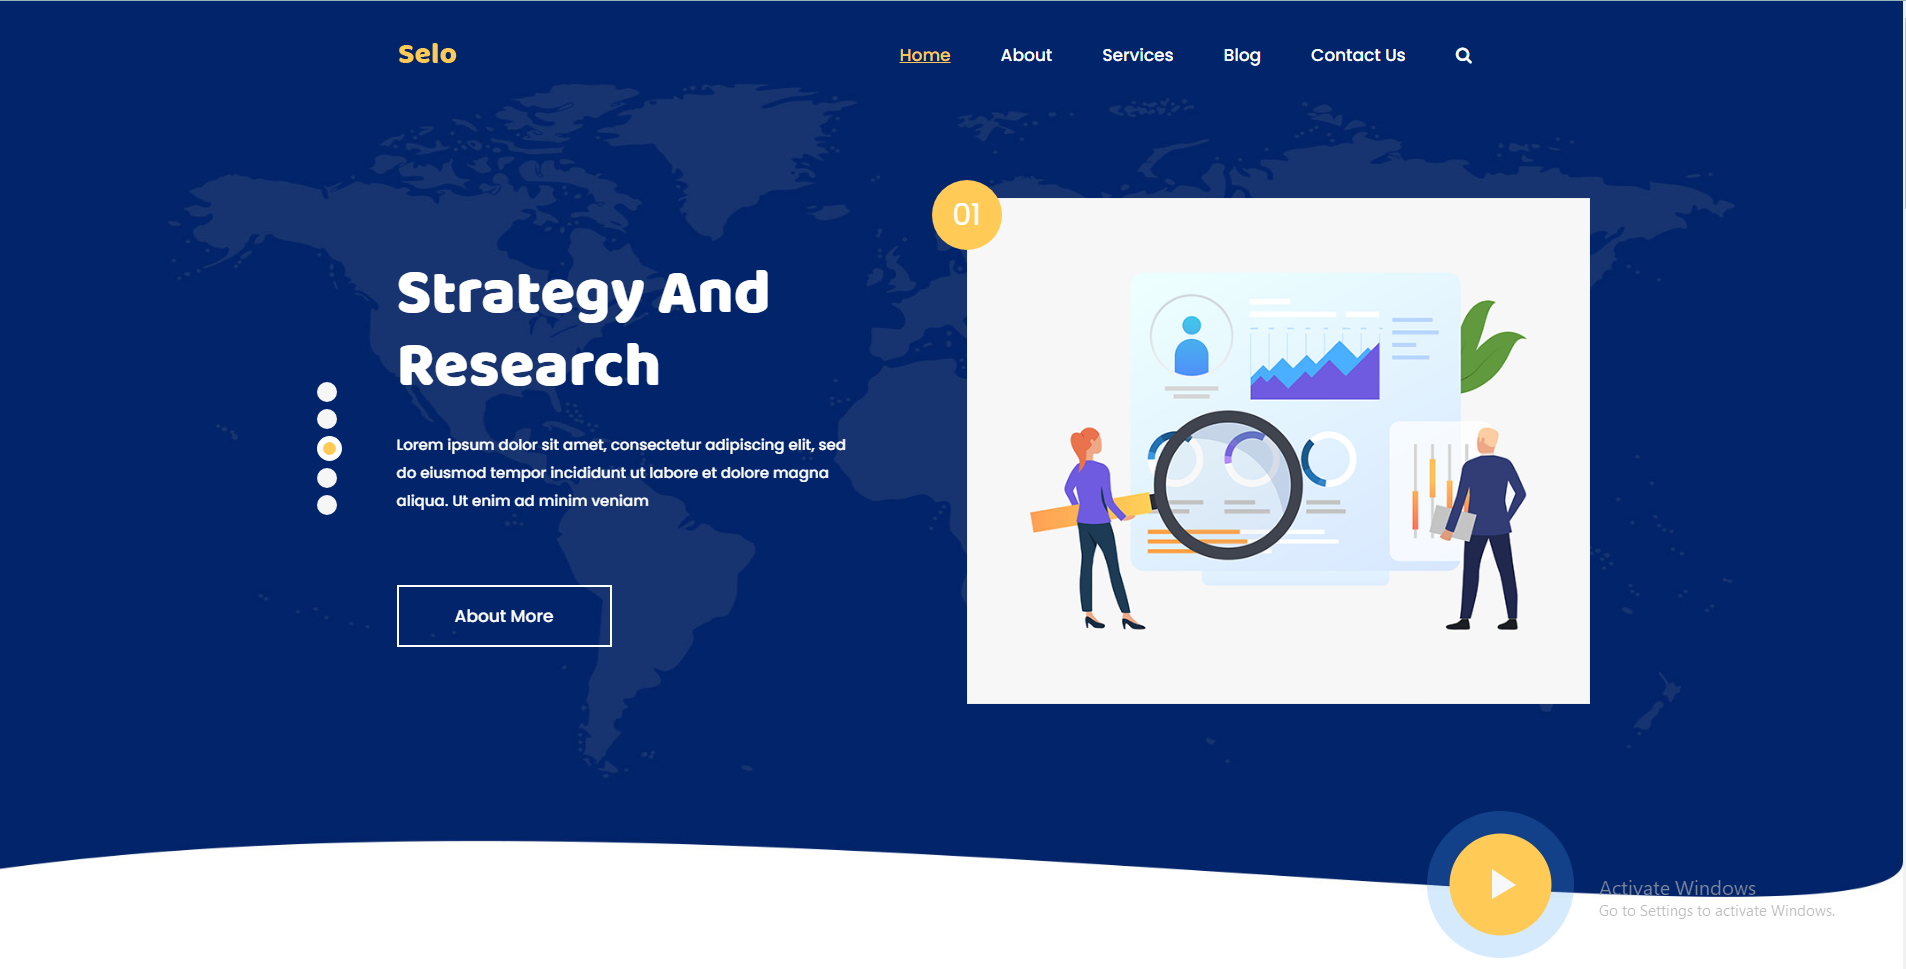 Selo
Home About Services Blog Contact Us
01
Strategy And
Research
Lorem ipsum dolor sit amet, consectetur adipiscing elit, sed
do eiusmod tempor incididunt ut labore et dolore magna
aliqua. Ut enim ad minim veniam
About More
Activate Windows
Go to Settings to activate Windows.